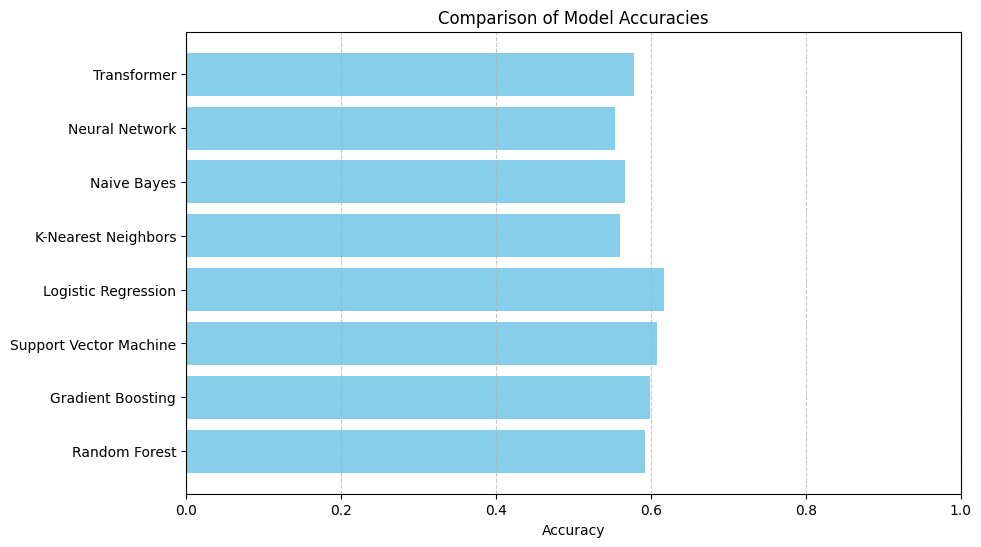 Comparison of Model Accuracies
Transformer
Neural Network
Naive Bayes
K-Nearest Neighbors
Logistic Regression
Support Vector Machine
Gradient Boosting
Random Forest
0.0 0.2 0.4 0.6 0.8 1.0
Accuracy